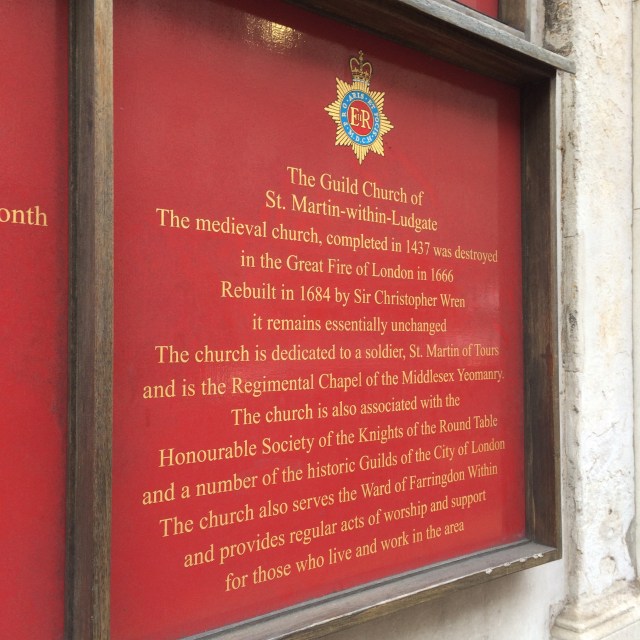 onth
E II R
The Guild Church of
St. Martin-within-Ludgate
The medieval church, completed in 1437 was destroyed
in the Great Fire of London in 1666
Rebuilt in 1684 by Sir Christopher Wren
it remains essentially unchanged
The church is dedicated to a soldier, St. Martin of Tours
and is the Regimental Chapel of the Middlesex Yeomanry.
The church is also associated with the
Honourable Society of the Knights of the Round Table
and a number of the historic Guilds of the City of London
The church also serves the Ward of Farringdon Within
and provides regular acts of worship and support
for those who live and work in the area